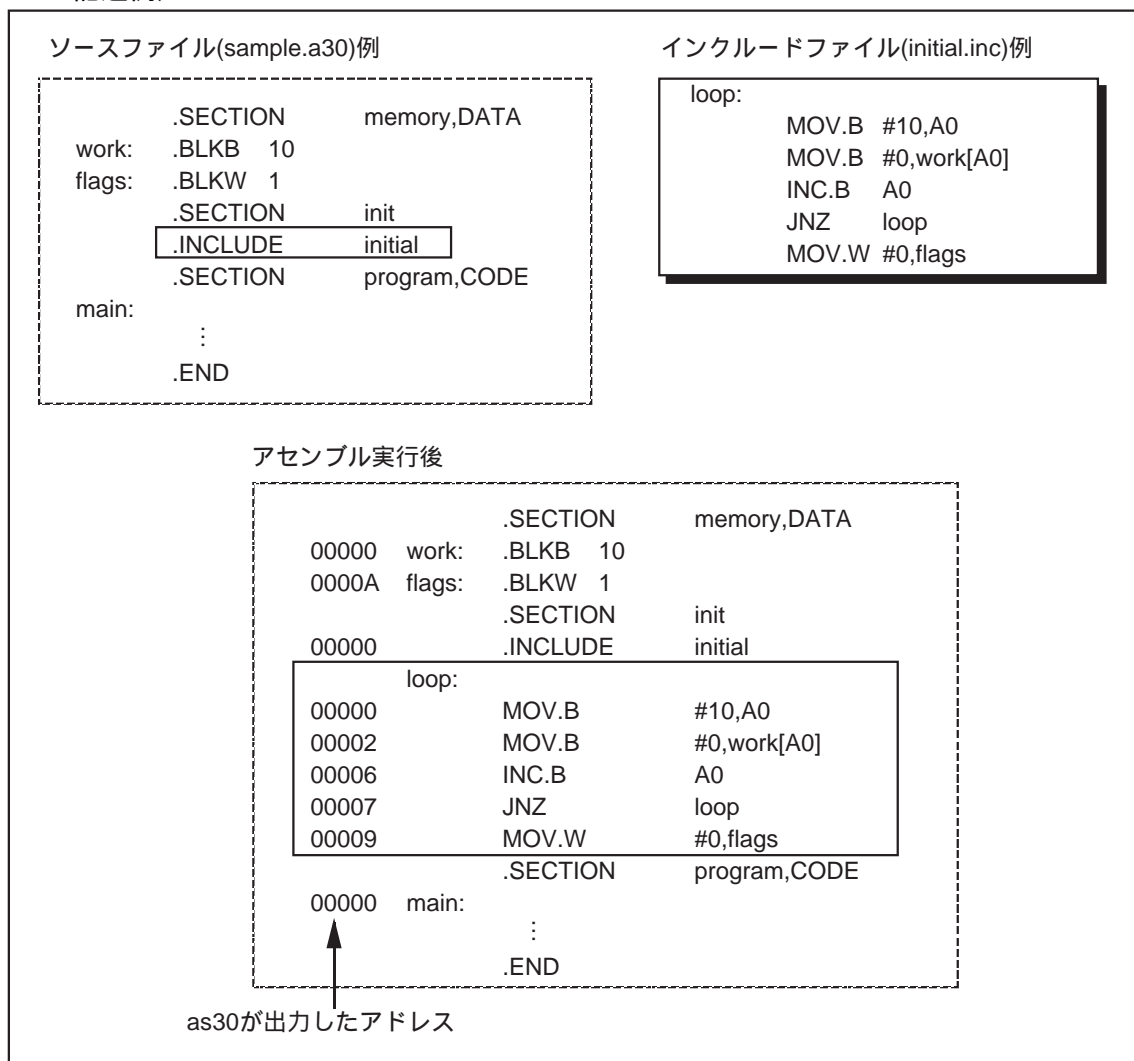 ソースファイル(sample.a30)例
.SECTION memory,DATA
work: .BLKB 10
flags: .BLKW 1
.SECTION init
.INCLUDE initial
.SECTION program,CODE
main:
⋮
.END
インクルードファイル(initial.inc)例
loop:
MOV.B #10,A0
MOV.B #0,work[A0]
INC.B A0
JNZ loop
MOV.W #0,flags
アセンブル実行後
.SECTION memory,DATA
00000 work: .BLKB 10
0000A flags: .BLKW 1
.SECTION init
00000 .INCLUDE initial
loop:
00000 MOV.B #10,A0
00002 MOV.B #0,work[A0]
00006 INC.B A0
00007 JNZ loop
00009 MOV.W #0,flags
.SECTION program,CODE
00000 main:
⋮
.END
as30が出力したアドレス